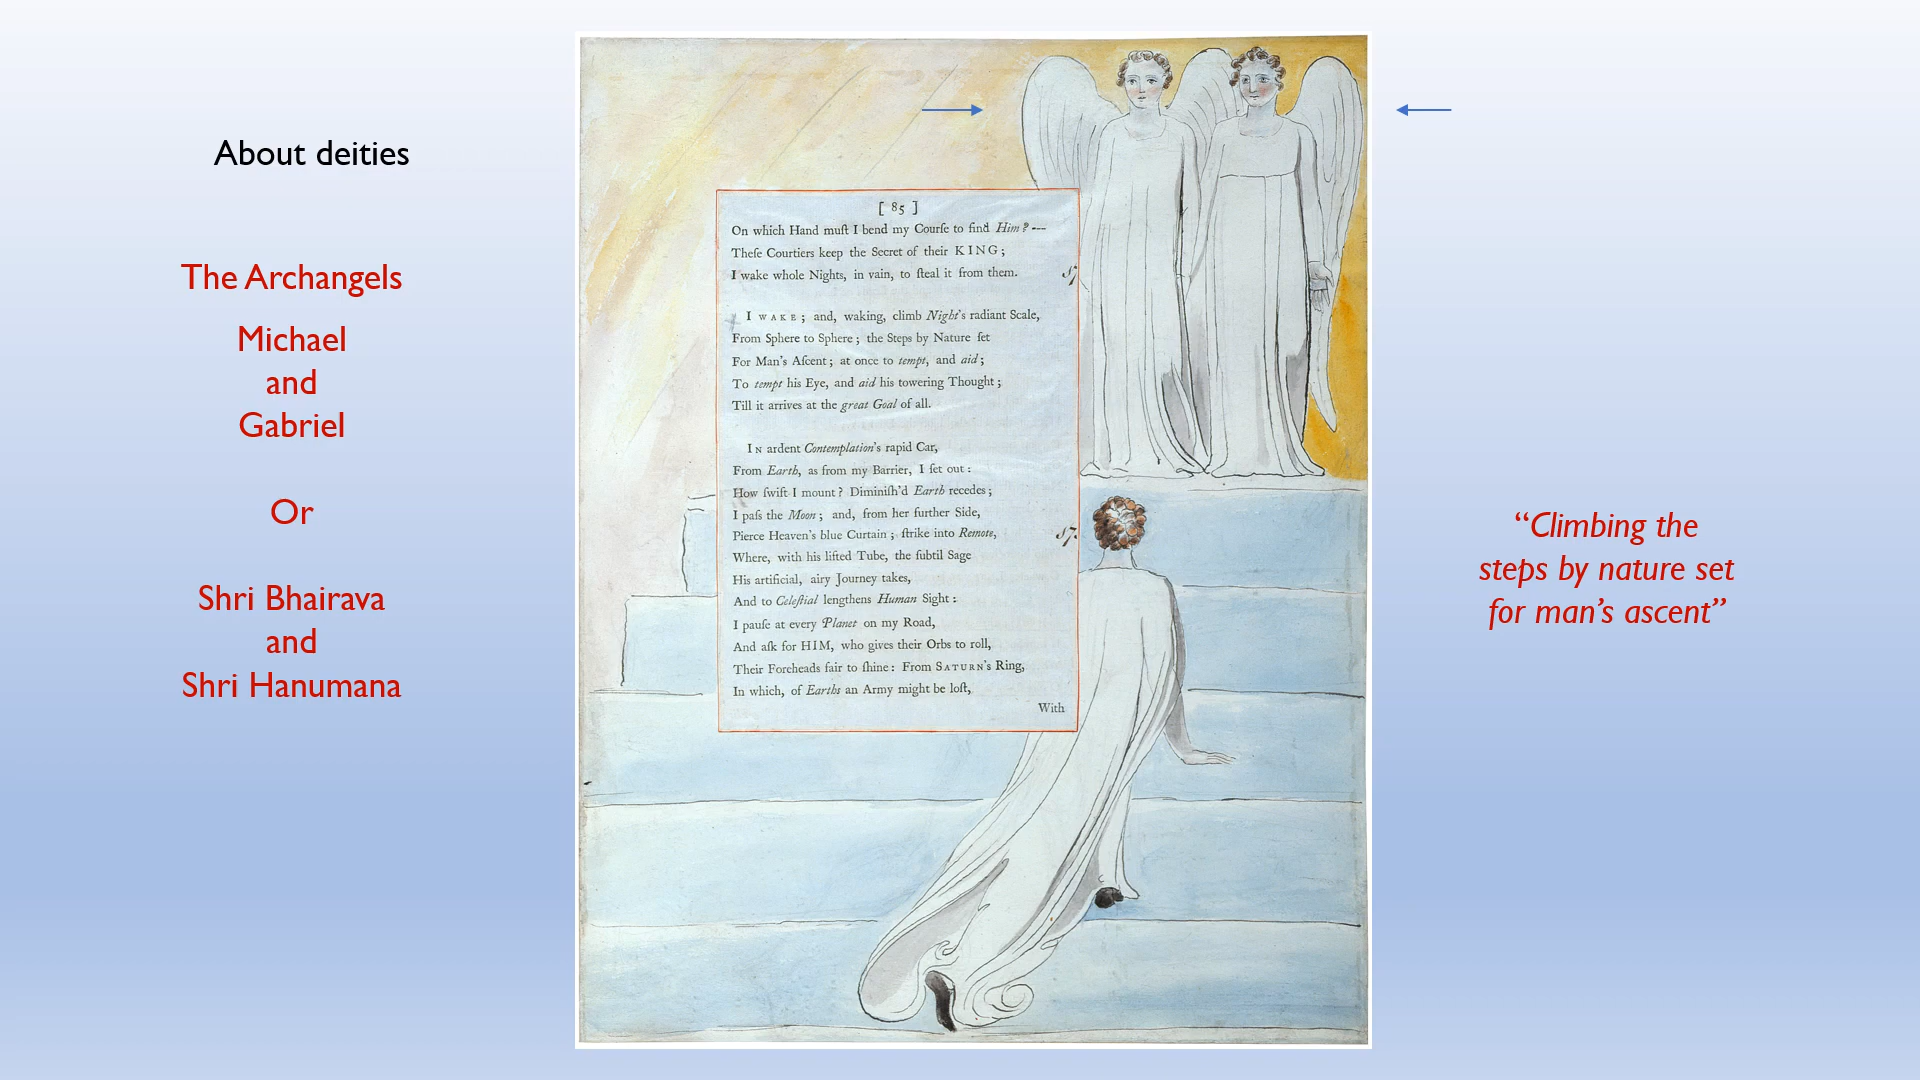 About deities
The Archangels
Michael
and
Gabriel
Or
Shri Bhairava
and
Shri Hanumana
[ 85 ]
On which Hand muſt I bend my Courſe to find Him? ---
Theſe Courtiers keep the Secret of their KING;
I wake whole Nights, in vain, to ſteal it from them.
I WAKE; and, waking, climb Night's radiant Scale,
From Sphere to Sphere; the Steps by Nature ſet
For Man's Aſcent; at once to tempt, and aid;
To tempt his Eye, and aid his towering Thought;
Till it arrives at the great Goal of all.
IN ardent Contemplation's rapid Car,
From Earth, as from my Barrier, I ſet out:
How ſwift I mount? Diminiſh'd Earth recedes;
I paſs the Moon; and, from her further Side,
Pierce Heaven's blue Curtain; ſtrike into Remote,
Where, with his lifted Tube, the ſubtil Sage
His artificial, airy Journey takes,
And to Celeſtial lengthens Human Sight:
I pauſe at every Planet on my Road,
And aſk for HIM, who gives their Orbs to roll,
Their Foreheads fair to ſhine: From SATURN's Ring,
In which, of Earths an Army might be loſt,
With
“Climbing the
steps by nature set
for man’s ascent”